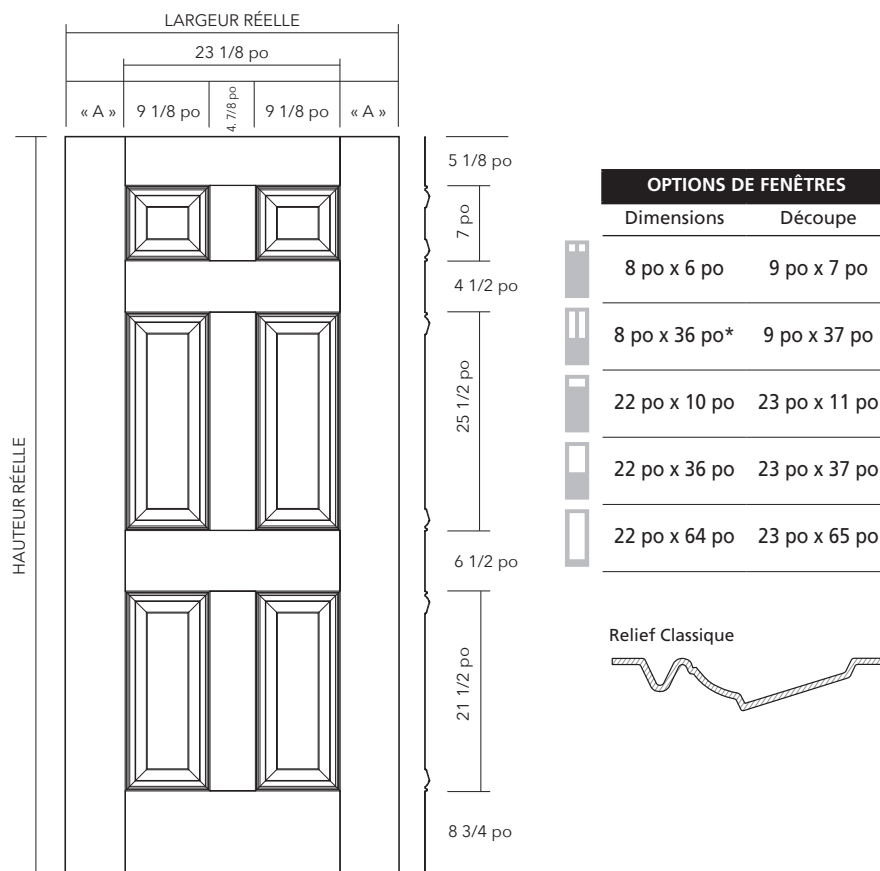 LARGEUR RÉELLE
23 1/8 po
« A » 9 1/8 po 4. 7/8 po 9 1/8 po « A »
HAUTEUR RÉELLE
5 1/8 po
7 po
4 1/2 po
25 1/2 po
6 1/2 po
21 1/2 po
8 3/4 po
OPTIONS DE FENÊTRES
Dimensions Découpe
8 po x 6 po 9 po x 7 po
8 po x 36 po* 9 po x 37 po
22 po x 10 po 23 po x 11 po
22 po x 36 po 23 po x 37 po
22 po x 64 po 23 po x 65 po
Relief Classique